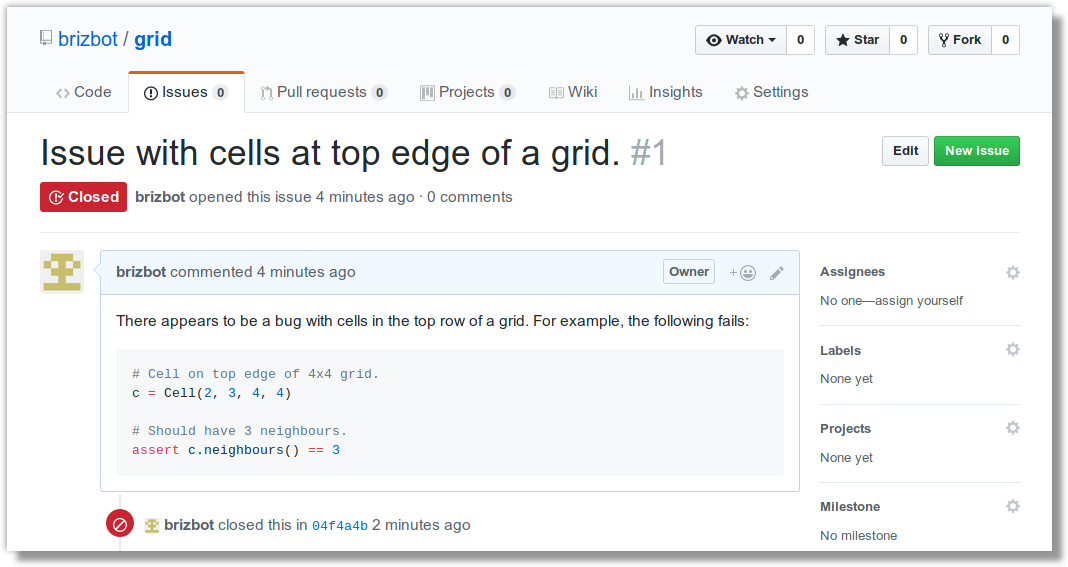 brizbot / grid
Watch 0 Star 0 Fork 0
Code Issues 0 Pull requests 0 Projects 0 Wiki Insights Settings
Issue with cells at top edge of a grid. #1
Edit New issue
Closed brizbot opened this issue 4 minutes ago · 0 comments
brizbot commented 4 minutes ago Owner +
There appears to be a bug with cells in the top row of a grid. For example, the following fails:
# Cell on top edge of 4x4 grid.
c = Cell(2, 3, 4, 4)
# Should have 3 neighbours.
assert c.neighbours() == 3
brizbot closed this in 04f4a4b 2 minutes ago
Assignees
No one—assign yourself
Labels
None yet
Projects
None yet
Milestone
No milestone